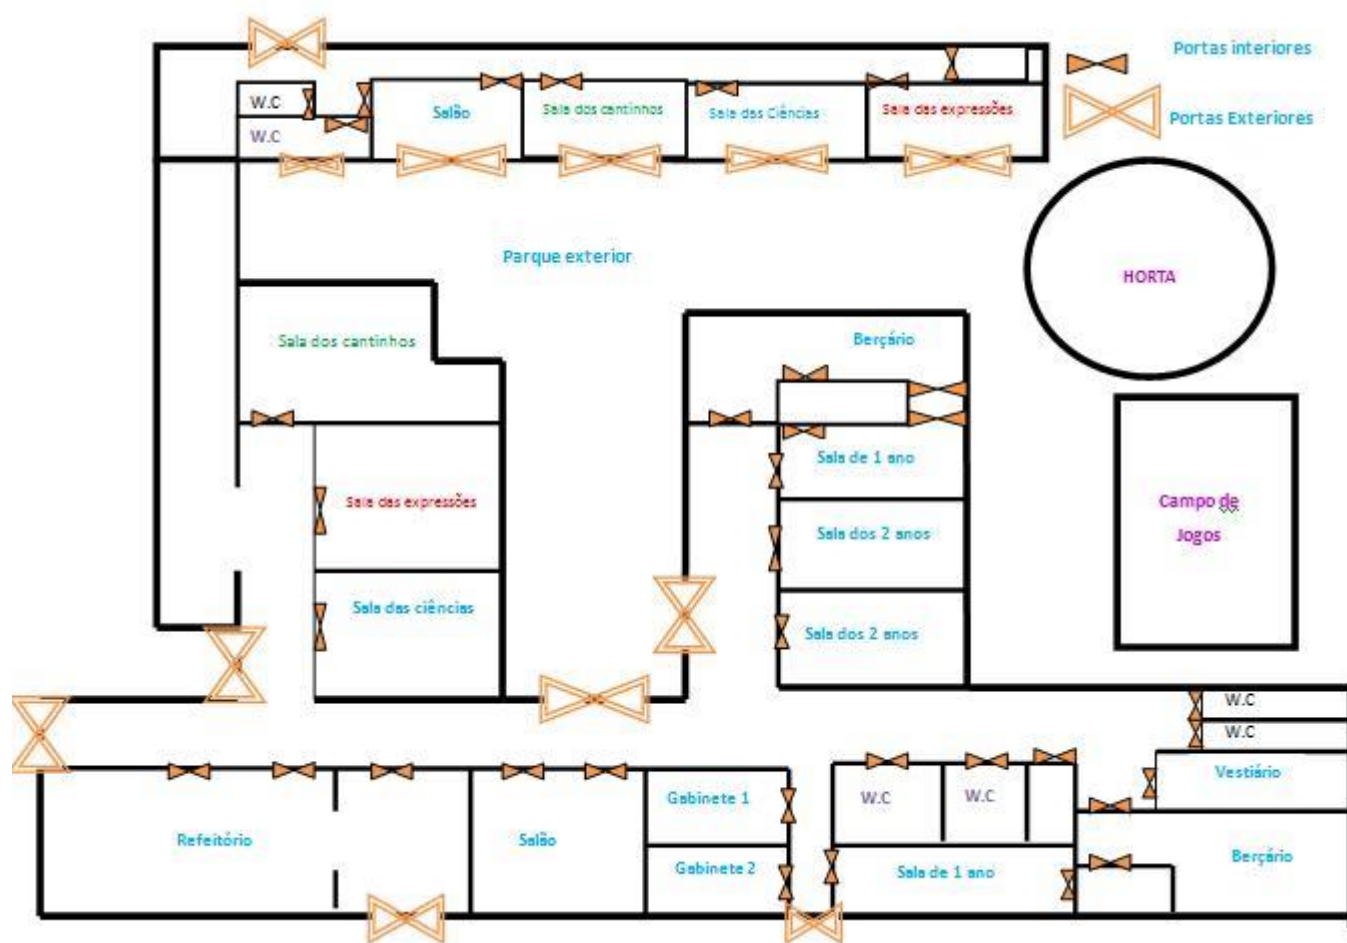 Portas interiores
W.C
Salão
Sala dos cantinhos
Sala das Ciências
Sala das expressões
Portas Exteriores
W.C
Parque exterior
HORTA
Sala dos cantinhos
Berçário
Sala de 1 ano
Sala das expressões
Campo de
Jogos
Sala dos 2 anos
Sala das ciências
Sala dos 2 anos
W.C
W.C
Vestiário
Gabinete 1
W.C
W.C
Refeitório
Salão
Berçário
Gabinete 2
Sala de 1 ano